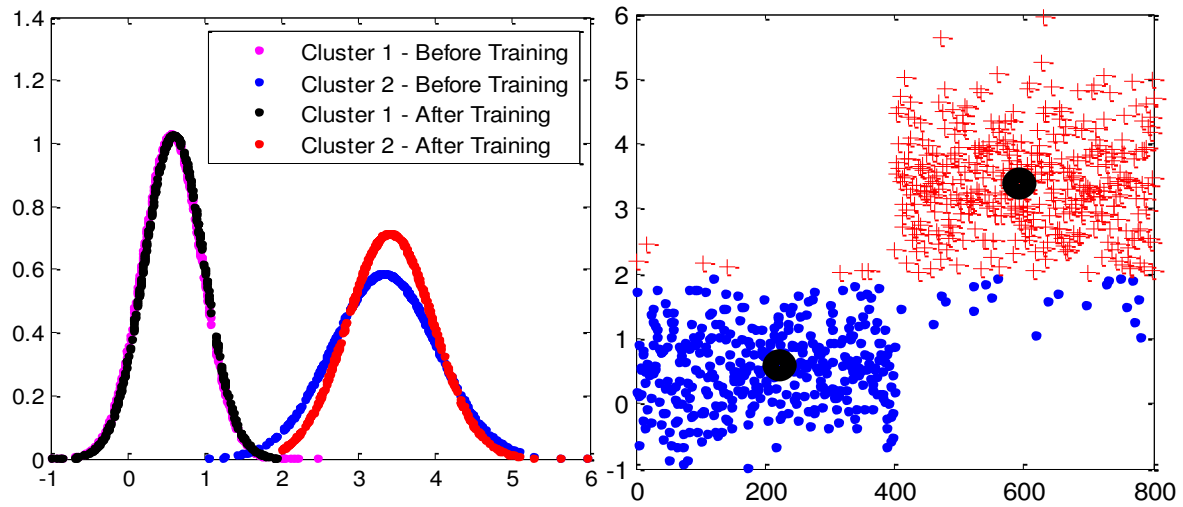 1.4
1.2
1
0.8
0.6
0.4
0.2
0
-1 0 1 2 3 4 5 6
Cluster 1 - Before Training
Cluster 2 - Before Training
Cluster 1 - After Training
Cluster 2 - After Training
6
5
4
3
2
1
0
-1
0 200 400 600 800